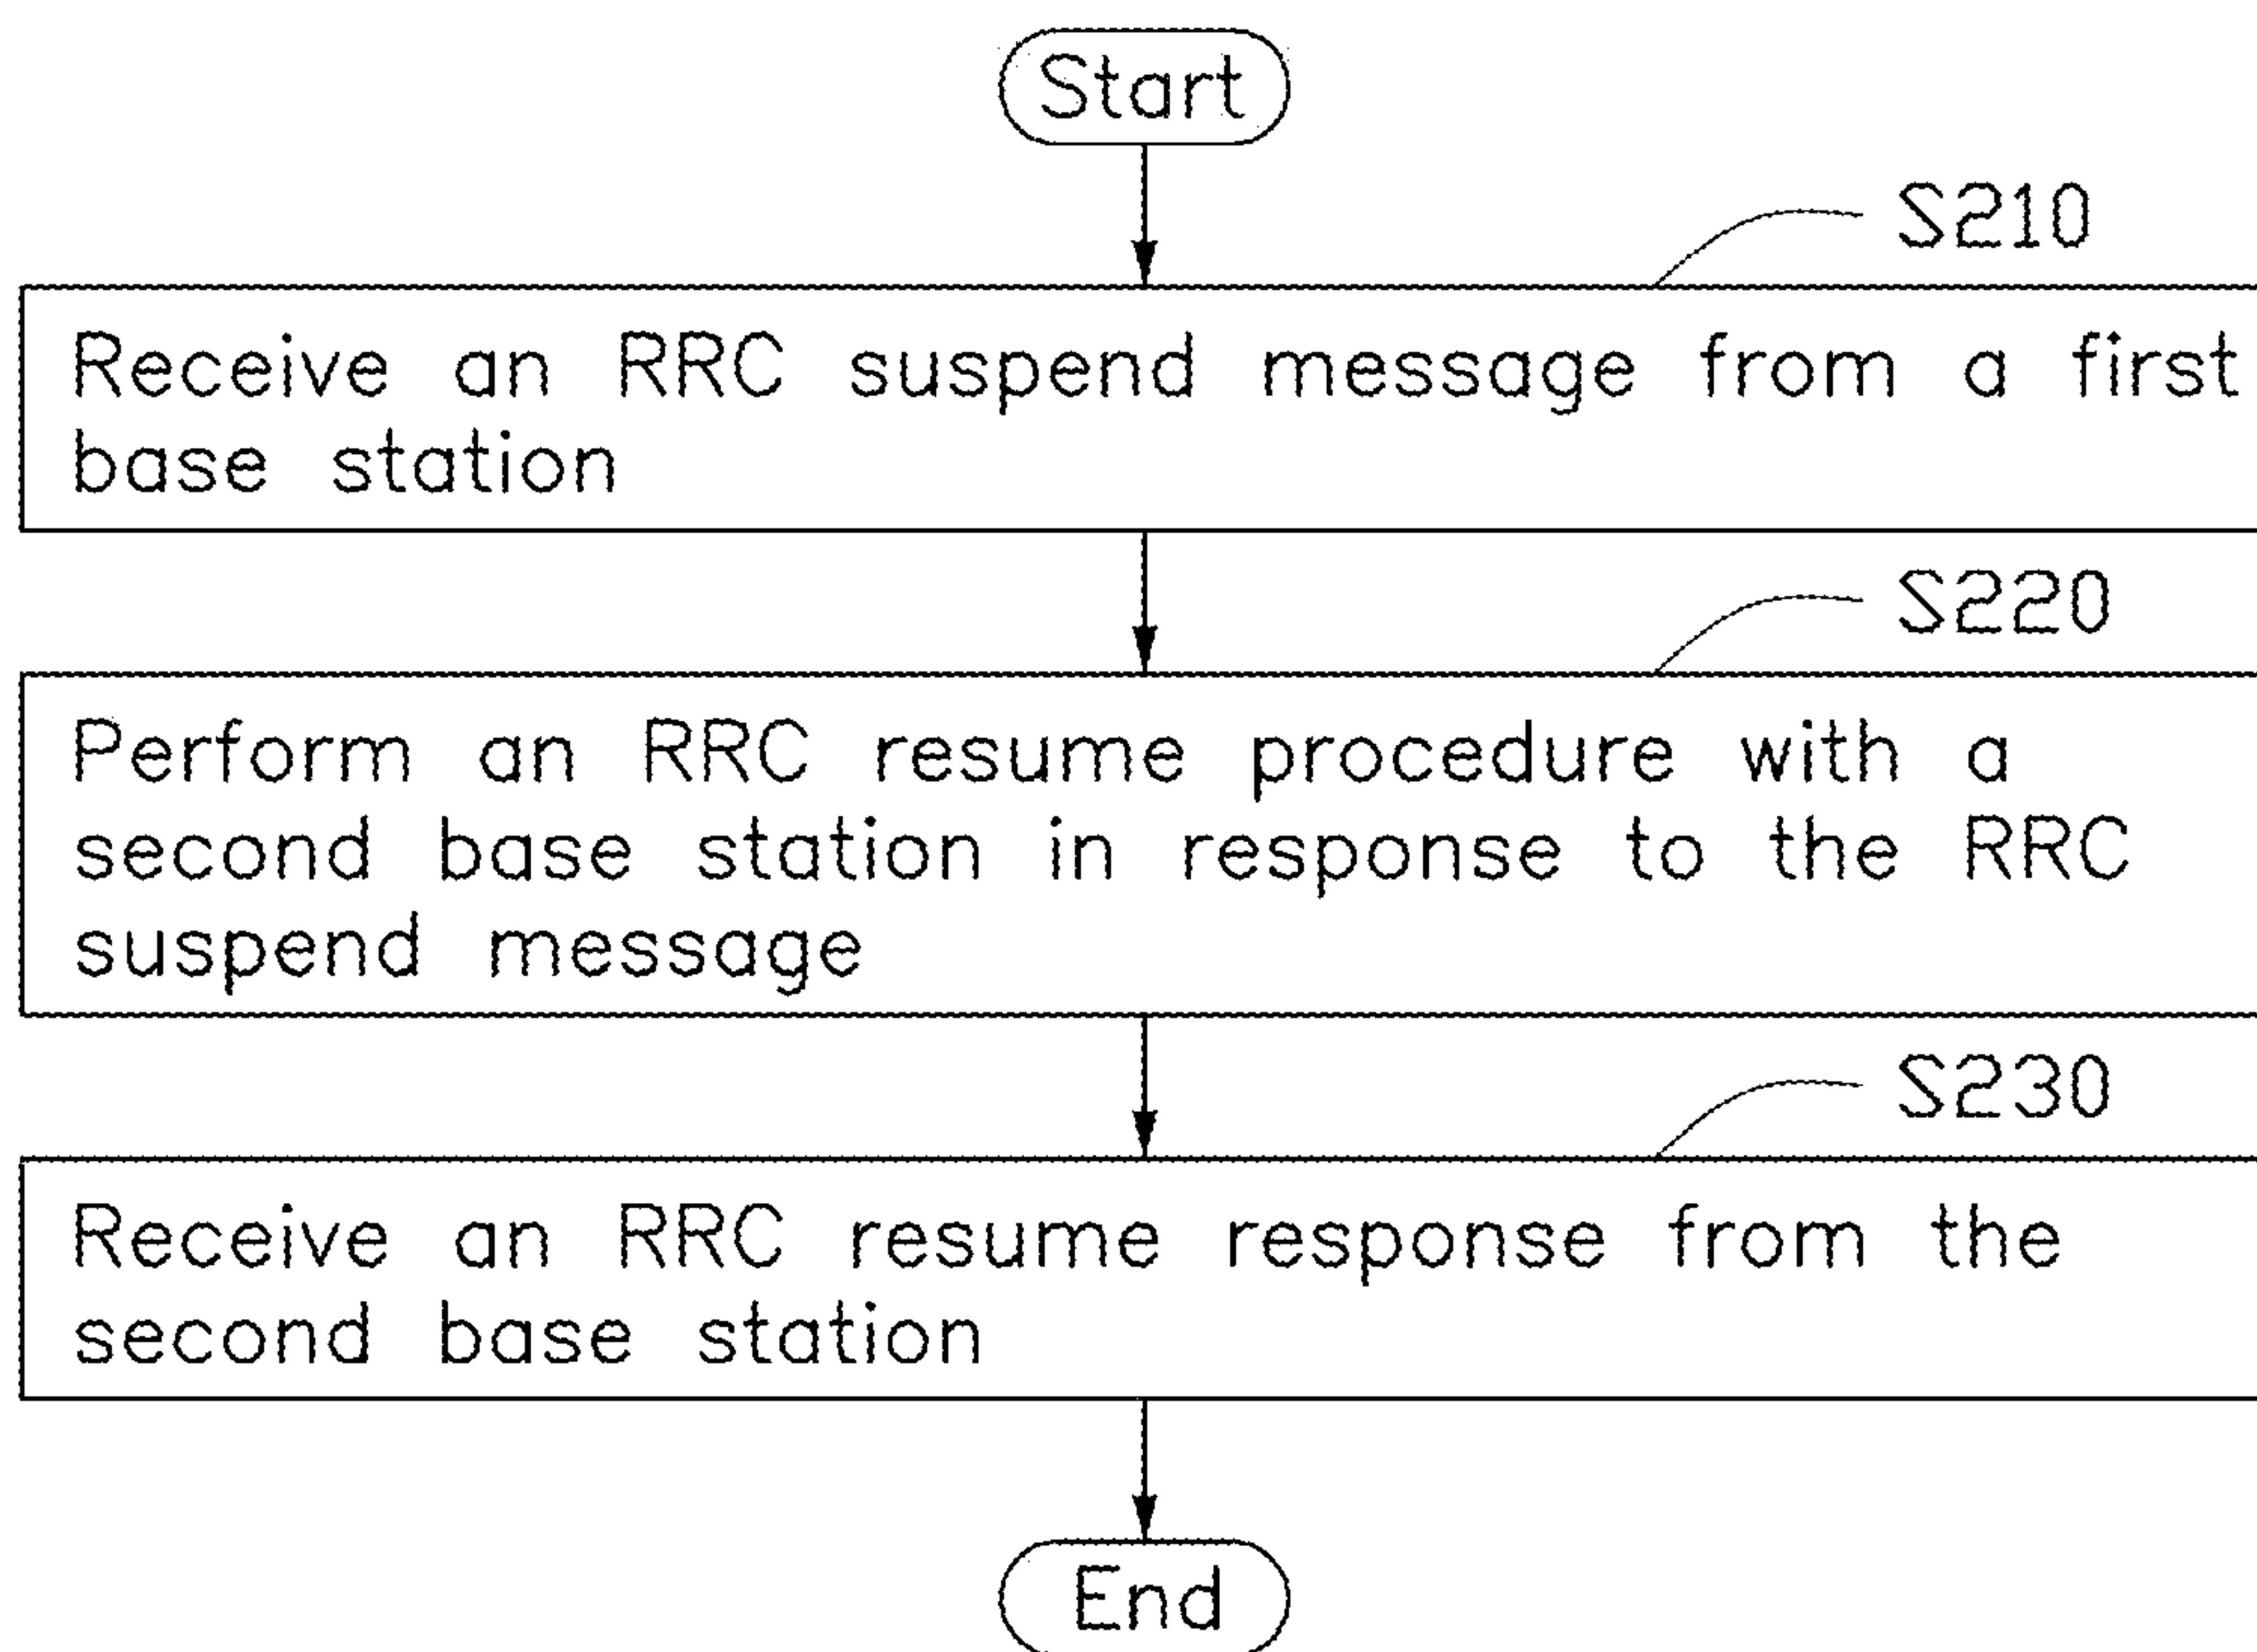 Start
S210
Receive an RRC suspend message from a first
base station
S220
Perform an RRC resume procedure with a
second base station in response to the RRC
suspend message
S230
Receive an RRC resume response from the
second base station
End